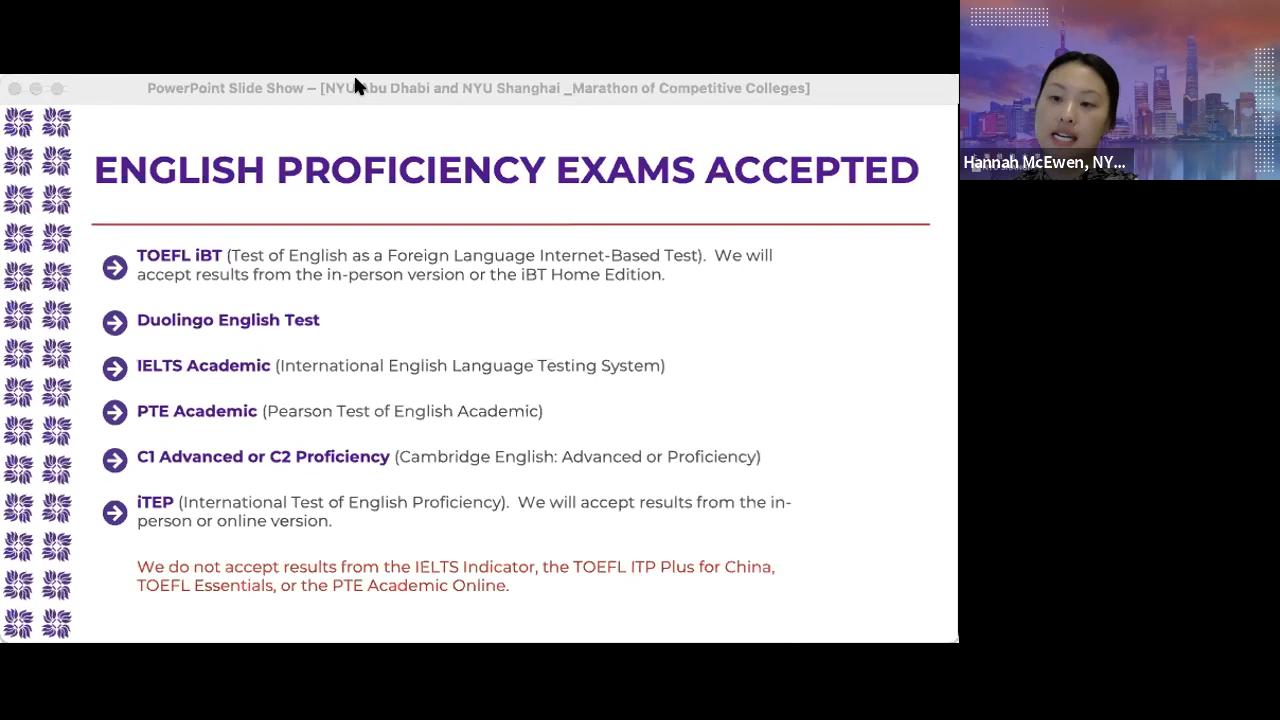 PowerPoint Slide Show – [NYU Abu Dhabi and NYU Shanghai _Marathon of Competitive Colleges]
ENGLISH PROFICIENCY EXAMS ACCEPTED
TOEFL iBT (Test of English as a Foreign Language Internet-Based Test).  We will
accept results from the in-person version or the iBT Home Edition.
Duolingo English Test
IELTS Academic (International English Language Testing System)
PTE Academic (Pearson Test of English Academic)
C1 Advanced or C2 Proficiency (Cambridge English: Advanced or Proficiency)
iTEP (International Test of English Proficiency).  We will accept results from the in-
person or online version.
We do not accept results from the IELTS Indicator, the TOEFL ITP Plus for China,
TOEFL Essentials, or the PTE Academic Online.
Hannah McEwen, NY...